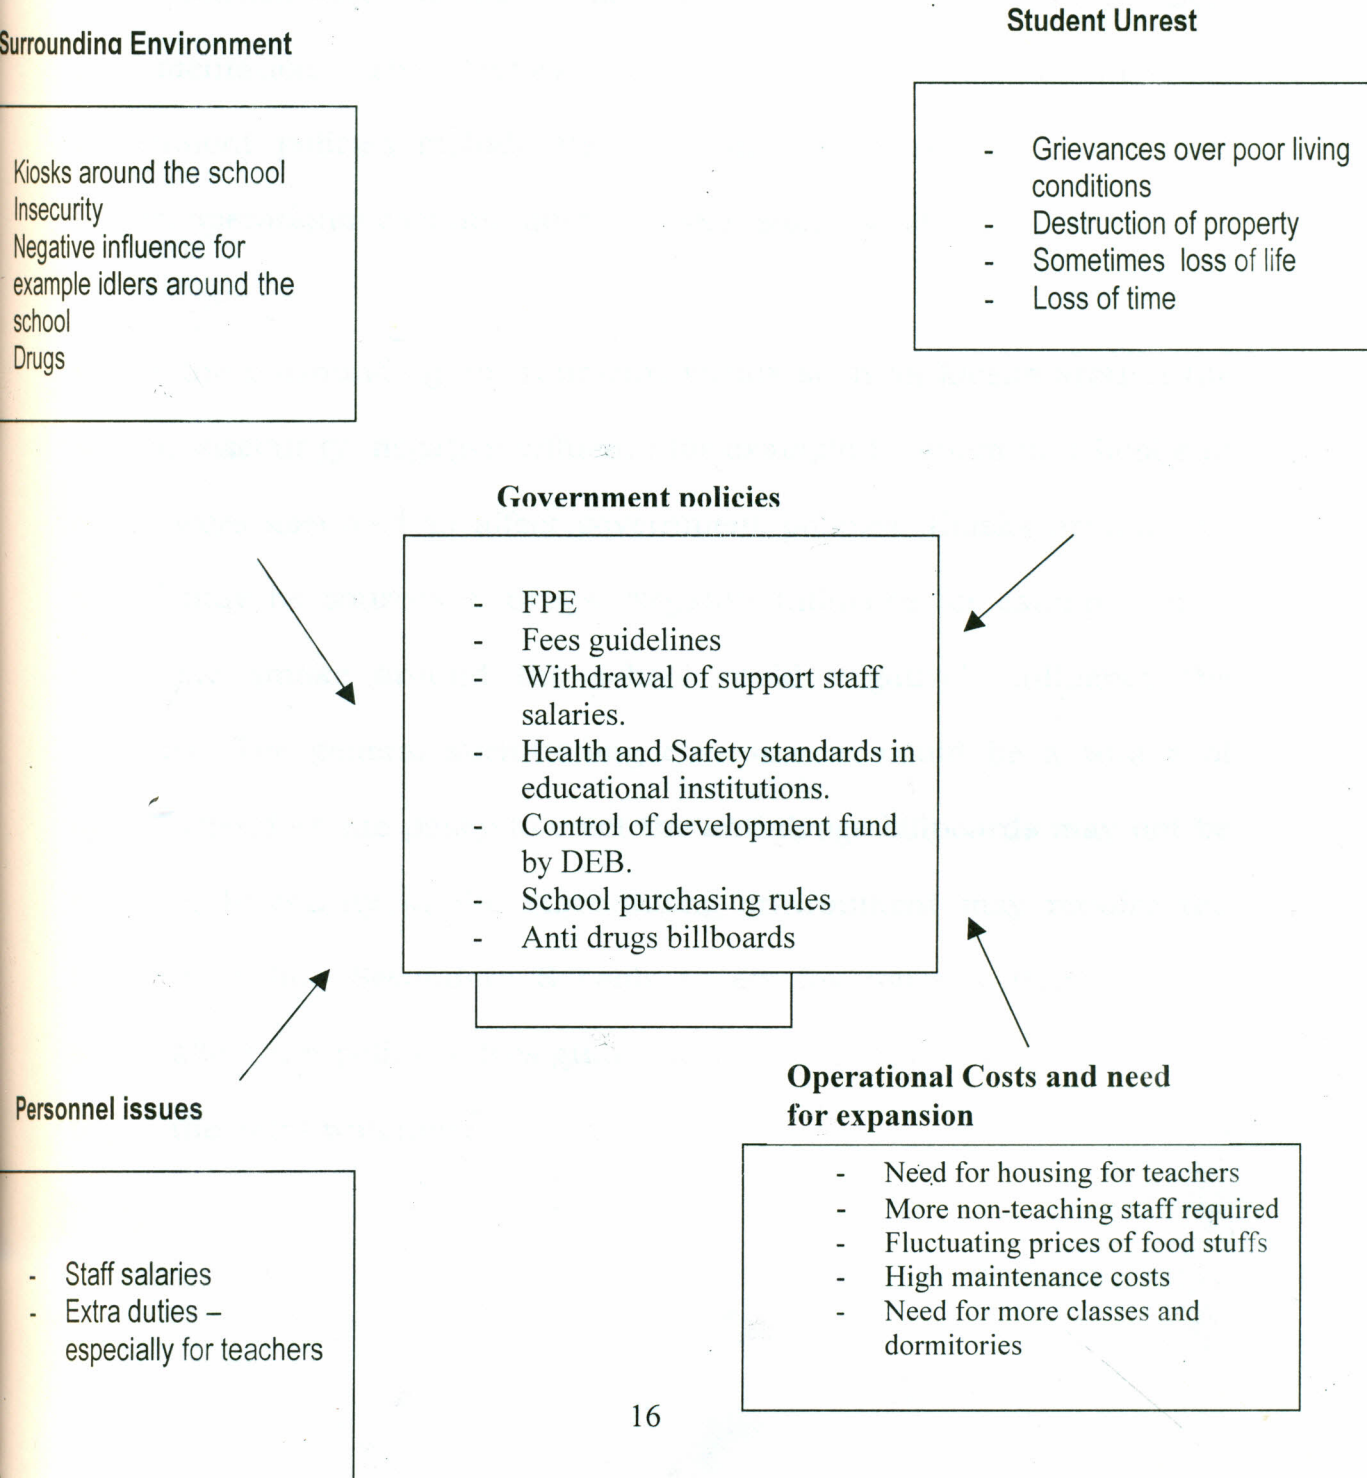 Surrounding Environment
Kiosks around the school
Insecurity
Negative influence for
example idlers around the
school
Drugs
Student Unrest
- Grievances over poor living
conditions
- Destruction of property
- Sometimes loss of life
- Loss of time
Government policies
- FPE
- Fees guidelines
- Withdrawal of support staff
salaries.
- Health and Safety standards in
educational institutions.
- Control of development fund
by DEB.
- School purchasing rules
- Anti drugs billboards
Personnel issues
- Staff salaries
- Extra duties –
especially for teachers
Operational Costs and need
for expansion
- Need for housing for teachers
- More non-teaching staff required
- Fluctuating prices of food stuffs
- High maintenance costs
- Need for more classes and
dormitories
16